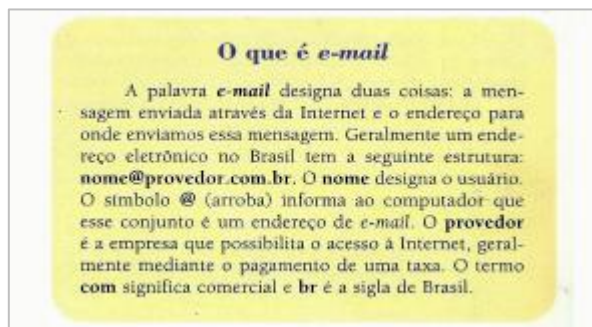 O que é e-mail
A palavra e-mail designa duas coisas: a men-
sagem enviada através da Internet e o endereço para
onde enviamos essa mensagem. Geralmente um ende-
reço eletrônico no Brasil tem a seguinte estrutura:
nome@provedor.com.br. O nome designa o usuário.
O símbolo @ (arroba) informa ao computador que
esse conjunto é um endereço de e-mail. O provedor
é a empresa que possibilita o acesso à Internet, geral-
mente mediante o pagamento de uma taxa. O termo
com significa comercial e br é a sigla de Brasil.